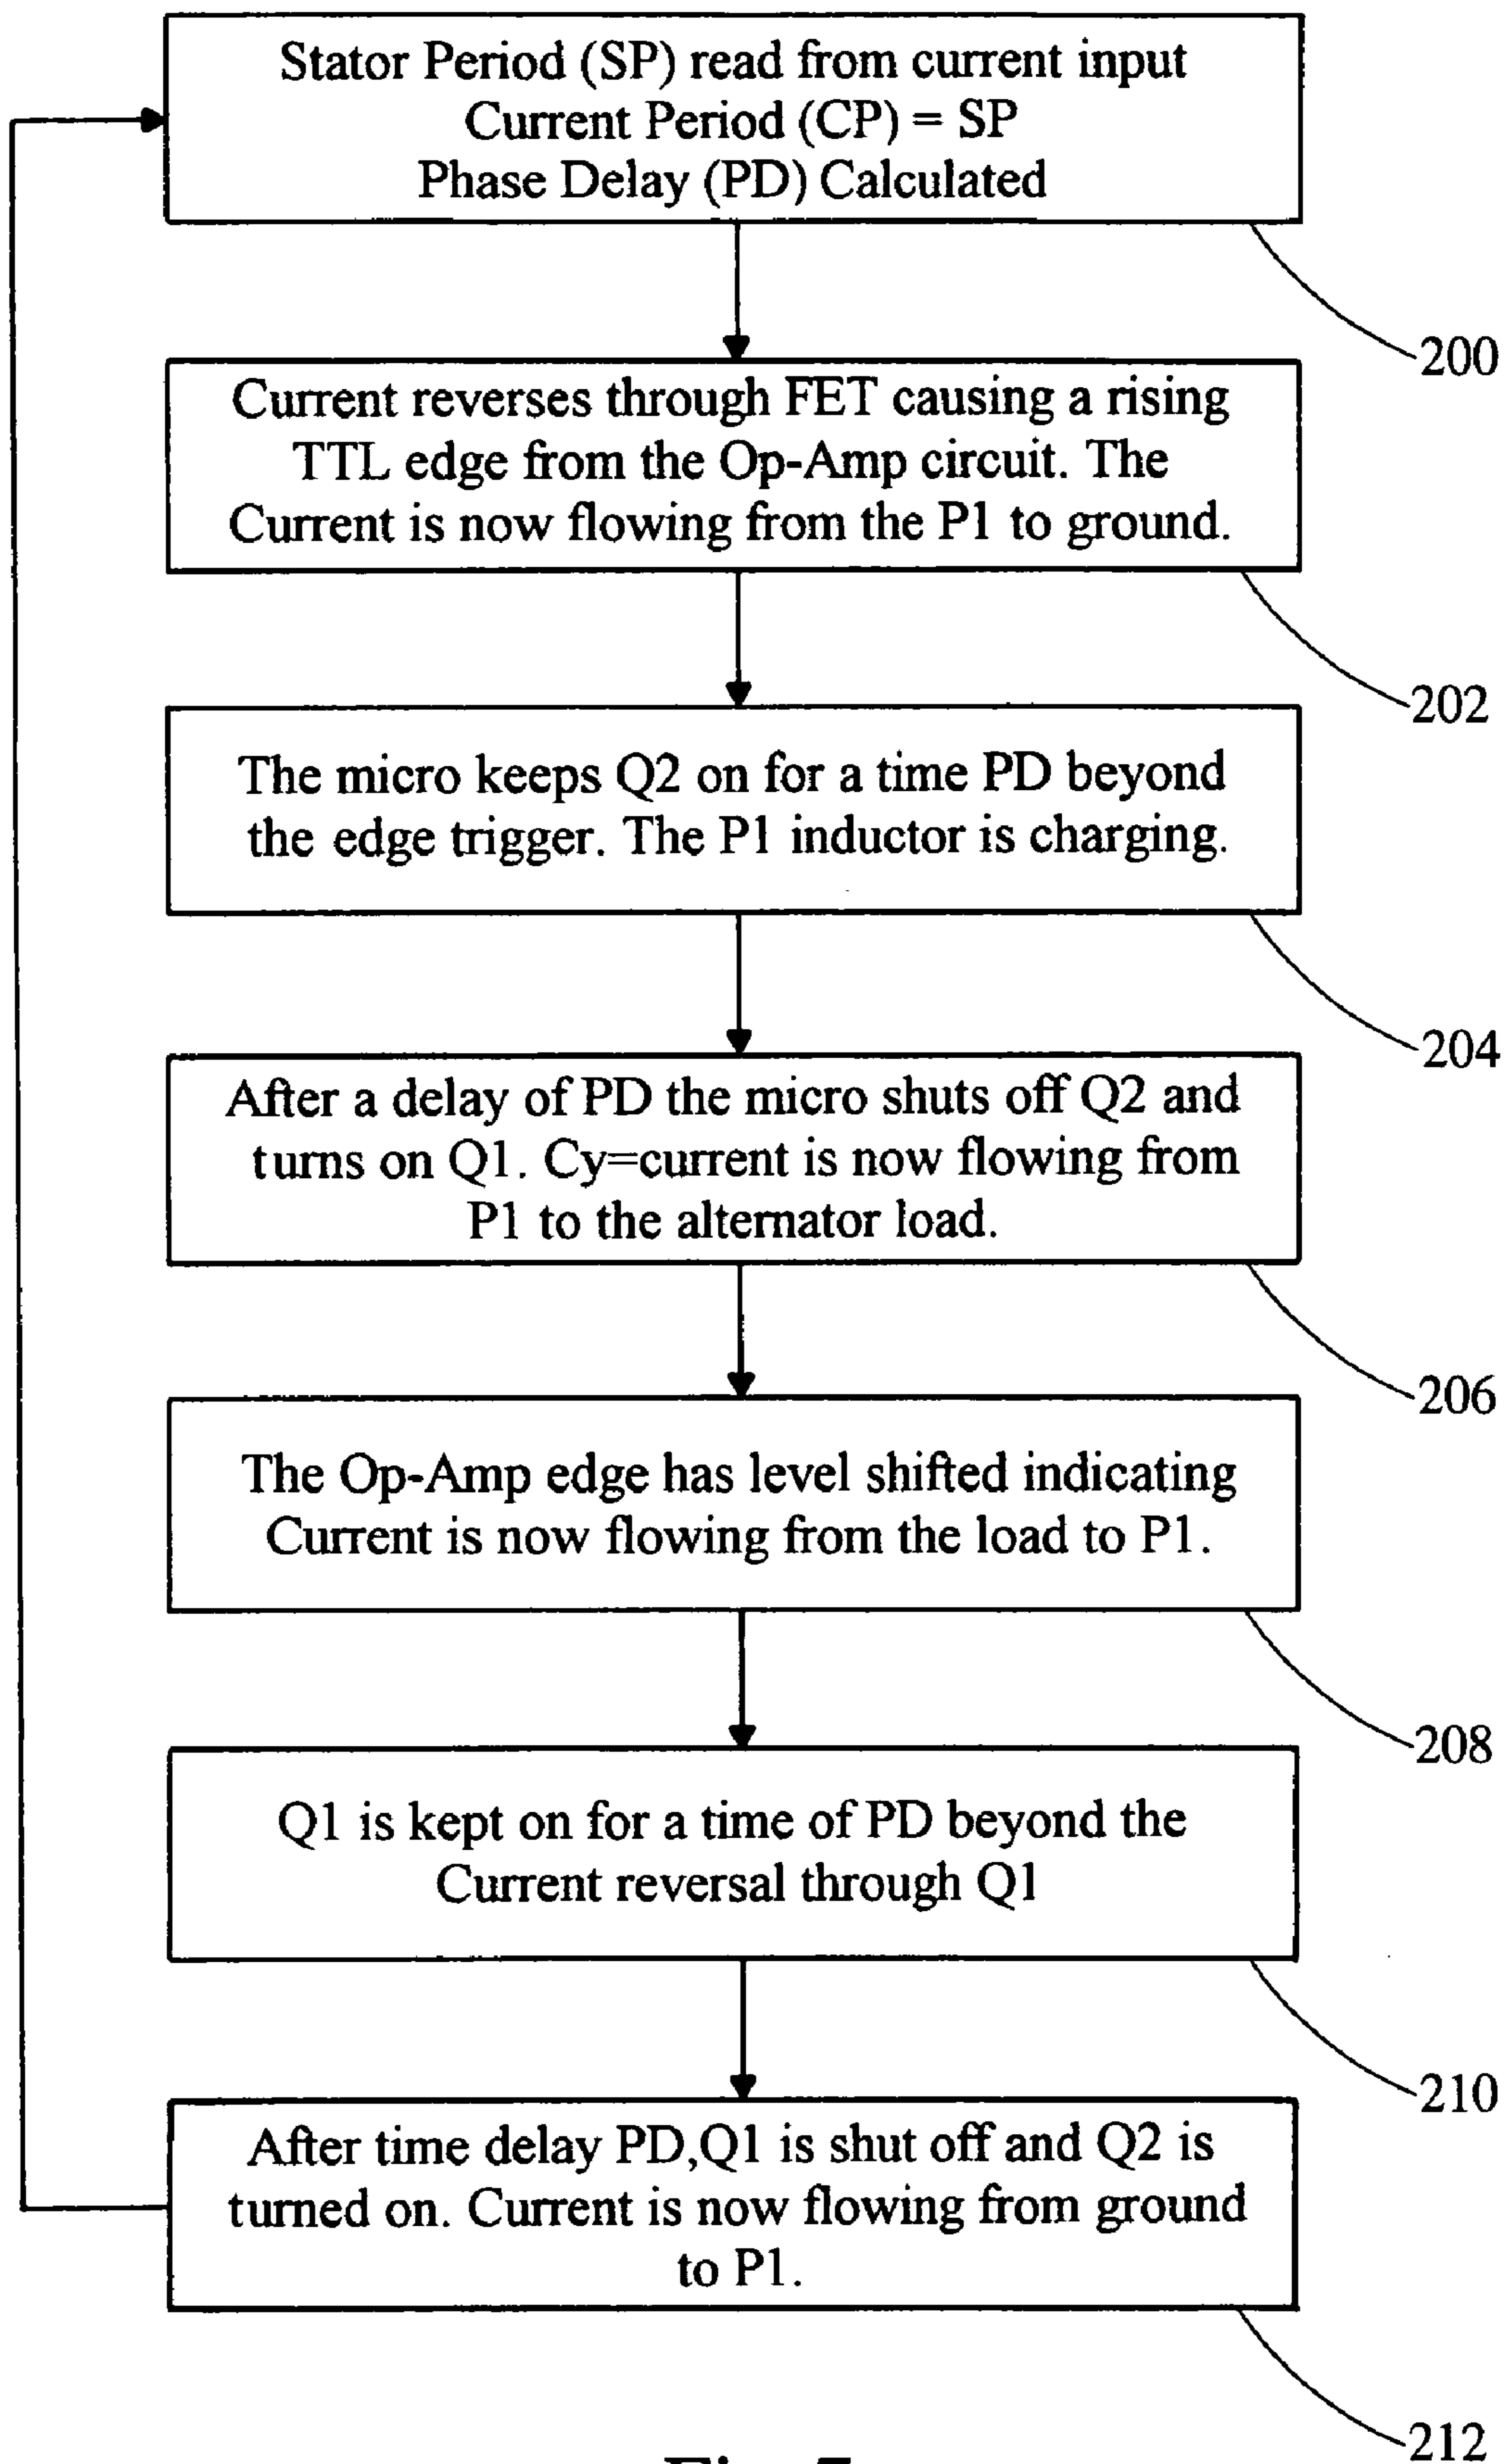 Stator Period (SP) read from current input
Current Period (CP) = SP
Phase Delay (PD) Calculated
200
Current reverses through FET causing a rising
TTL edge from the Op-Amp circuit. The
Current is now flowing from the P1 to ground.
202
The micro keeps Q2 on for a time PD beyond
the edge trigger. The P1 inductor is charging.
204
After a delay of PD the micro shuts off Q2 and
turns on Q1. Cy=current is now flowing from
P1 to the alternator load.
206
The Op-Amp edge has level shifted indicating
Current is now flowing from the load to P1.
208
Q1 is kept on for a time of PD beyond the
Current reversal through Q1
210
After time delay PD,Q1 is shut off and Q2 is
turned on. Current is now flowing from ground
to P1.
212